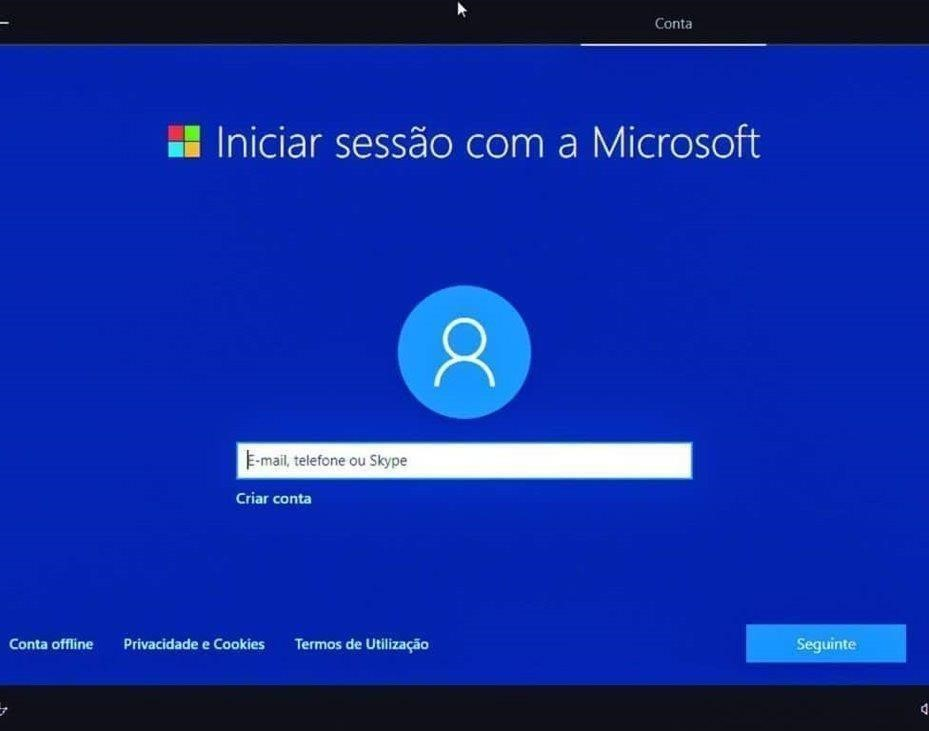 Conta
Iniciar sessão com a Microsoft
E-mail, telefone ou Skype
Criar conta
Conta offline
Privacidade e Cookies
Termos de Utilização
Seguinte